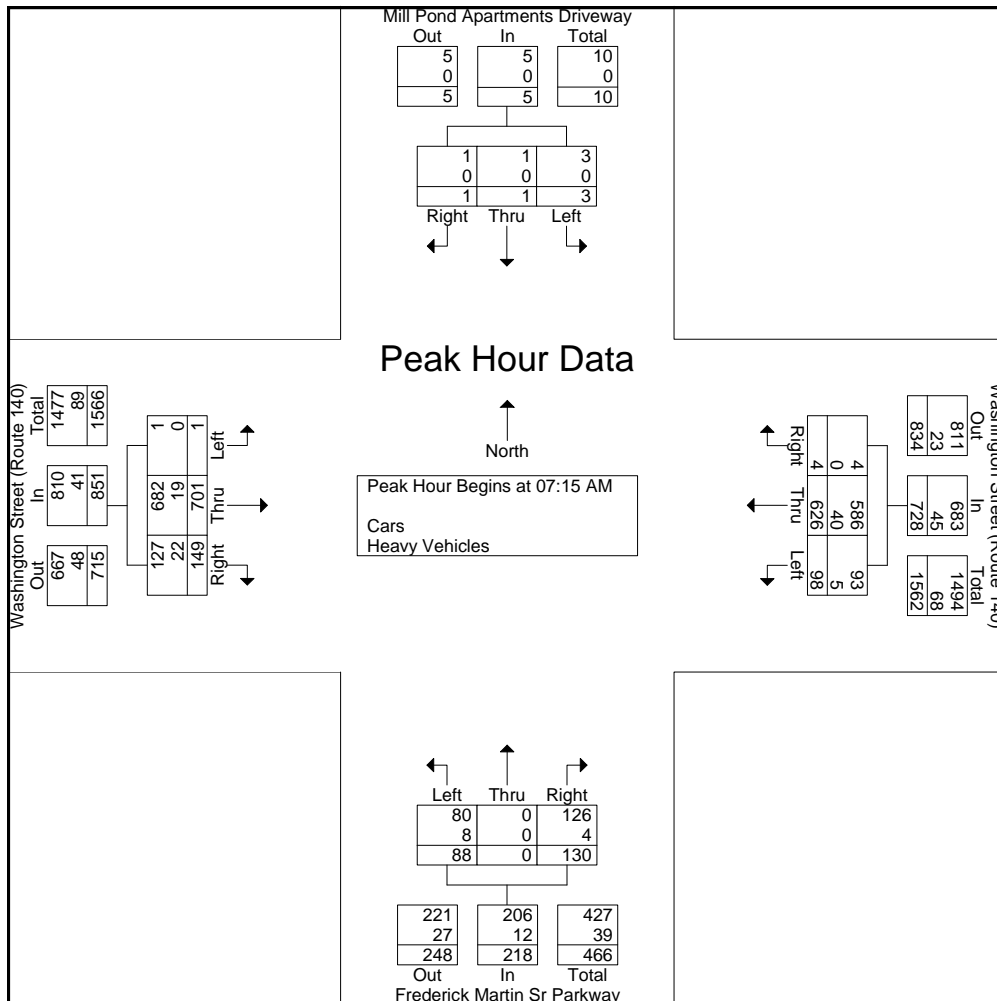 Mill Pond Apartments Driveway
Out In Total
5 5 10
0 0 0
5 5 10
1 1 3
0 0 0
1 1 3
Right Thru Left
Peak Hour Data
North
Peak Hour Begins at 07:15 AM
Cars
Heavy Vehicles
Washington Street (Route 140)
Total In Out
1477 810 667
89 41 48
1566 851 715
Left Thru Right
1 682 127
0 19 22
1 701 149
Washington Street (Route 140)
Out In Total
811 683 1494
23 45 68
834 728 1562
Right Thru Left
4 586 93
0 40 5
4 626 98
Left Thru Right
80 0 126
8 0 4
88 0 130
221 206 427
27 12 39
248 218 466
Out In Total
Frederick Martin Sr Parkway